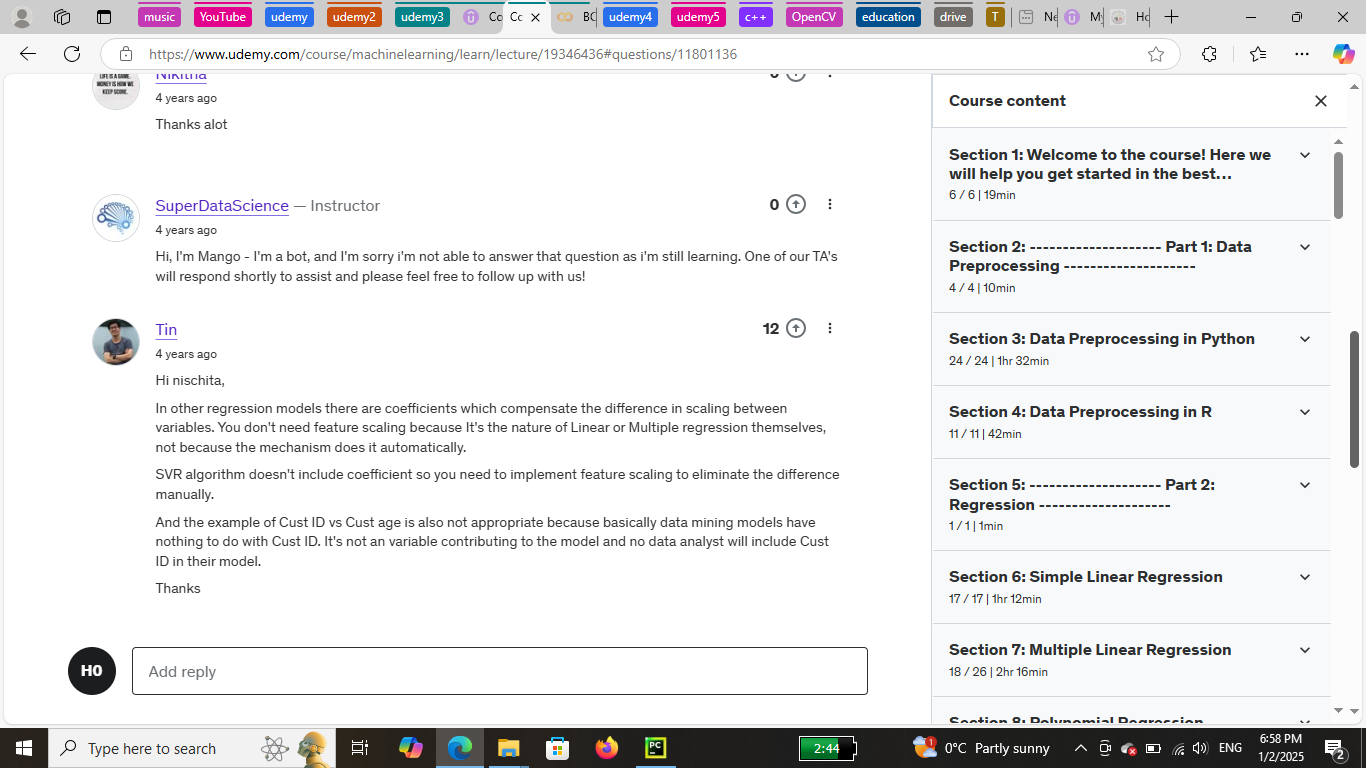 music
YouTube
udemy
udemy2
udemy3
Cc
BC
udemy4
udemy5
c++
OpenCV
education
drive
T
Ne
My
Ho
https://www.udemy.com/course/machinelearning/learn/lecture/19346436#questions/11801136
Nikitha
4 years ago
Thanks alot
SuperDataScience — Instructor
0
4 years ago
Hi, I'm Mango - I'm a bot, and I'm sorry i'm not able to answer that question as i'm still learning. One of our TA's
will respond shortly to assist and please feel free to follow up with us!
Tin
12
4 years ago
Hi nischita,
In other regression models there are coefficients which compensate the difference in scaling between
variables. You don't need feature scaling because It's the nature of Linear or Multiple regression themselves,
not because the mechanism does it automatically.
SVR algorithm doesn't include coefficient so you need to implement feature scaling to eliminate the difference
manually.
And the example of Cust ID vs Cust age is also not appropriate because basically data mining models have
nothing to do with Cust ID. It's not an variable contributing to the model and no data analyst will include Cust
ID in their model.
Thanks
H0
Add reply
Course content
Section 1: Welcome to the course! Here we
will help you get started in the best...
6 / 6 | 19min
Section 2: -------------------- Part 1: Data
Preprocessing --------------------
4 / 4 | 10min
Section 3: Data Preprocessing in Python
24 / 24 | 1hr 32min
Section 4: Data Preprocessing in R
11 / 11 | 42min
Section 5: -------------------- Part 2:
Regression --------------------
1 / 1 | 1min
Section 6: Simple Linear Regression
17 / 17 | 1hr 12min
Section 7: Multiple Linear Regression
18 / 26 | 2hr 16min
Section 8: Polynomial Regression
Type here to search
PC
2:44
1
0°C Partly sunny
ENG
6:58 PM
1/2/2025
2